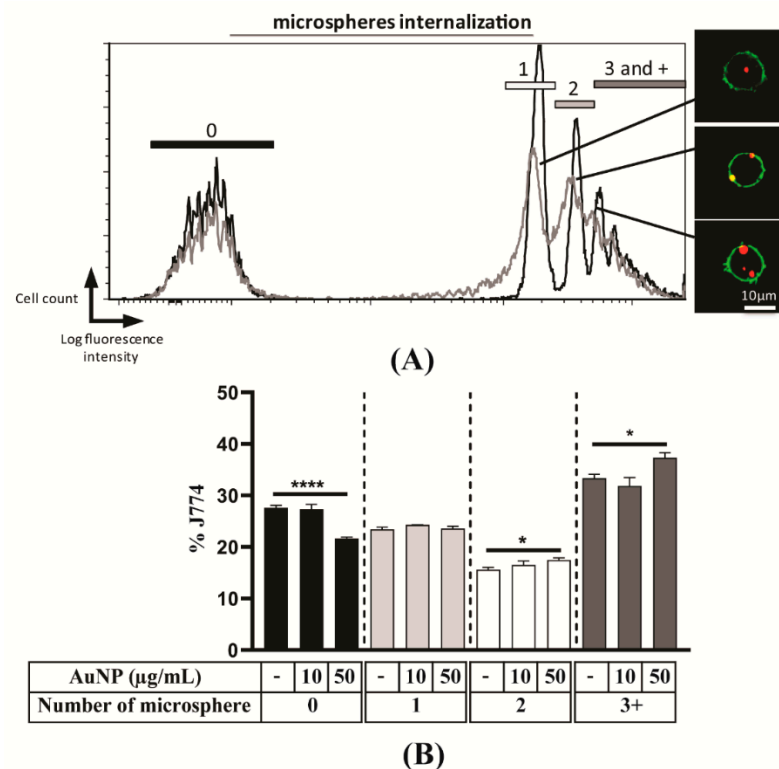 microspheres internalization
0
1
2
3 and +
Cell count
Log fluorescence
intensity
10µm
(A)
% J774
50
40
30
20
10
0
****
*
*
AuNP (µg/mL) - 10 50 - 10 50 - 10 50 - 10 50
Number of microsphere 0 1 2 3+
(B)